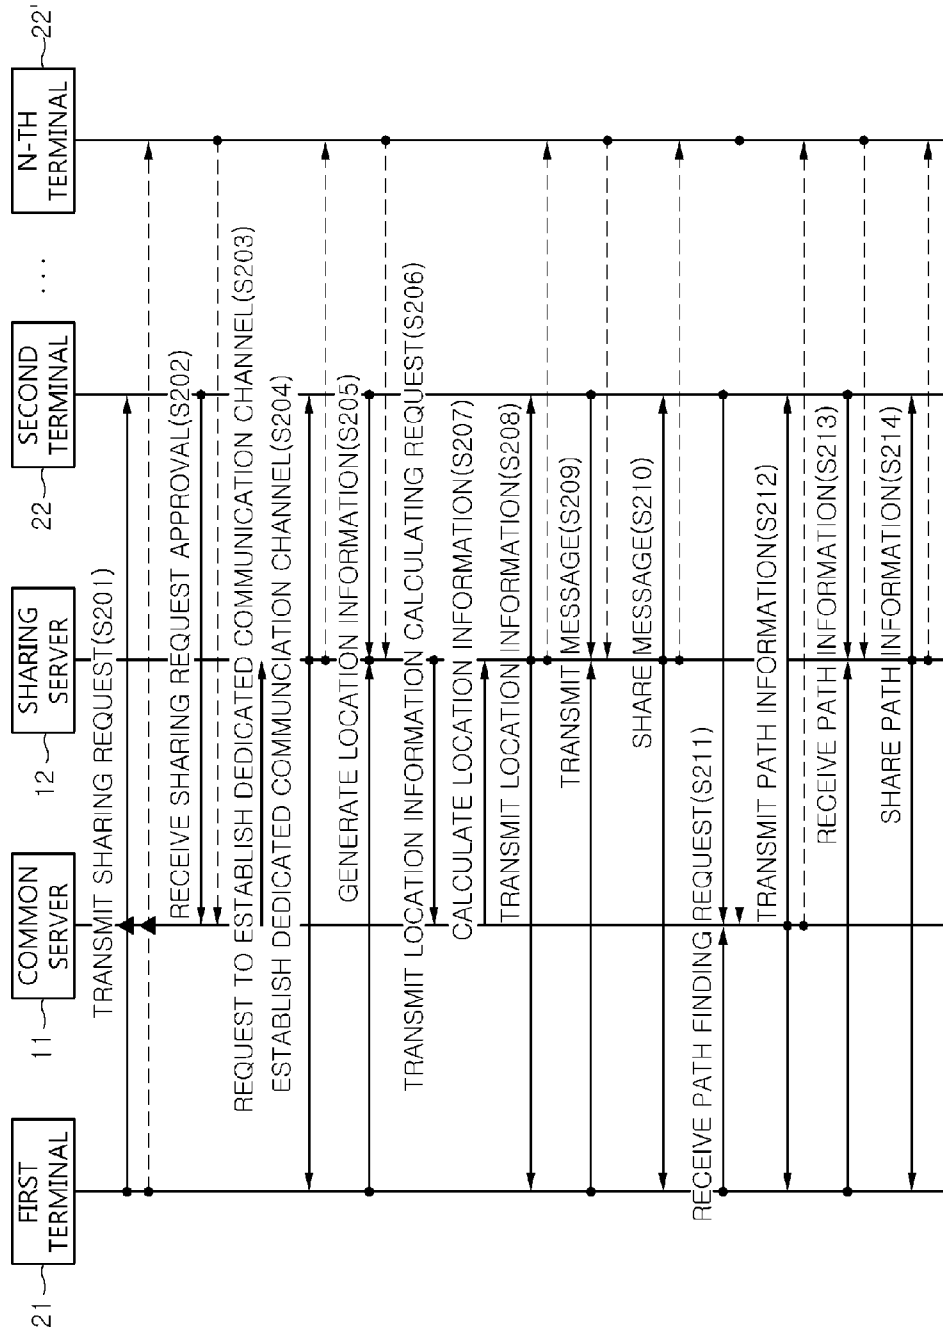 21
FIRST
TERMINAL
11
COMMON
SERVER
12
SHARING
SERVER
22
SECOND
TERMINAL
...
N-TH
TERMINAL
22'
TRANSMIT SHARING REQUEST(S201)
RECEIVE SHARING REQUEST APPROVAL(S202)
REQUEST TO ESTABLISH DEDICATED COMMUNICATION CHANNEL(S203)
ESTABLISH DEDICATED COMMUNCIATION CHANNEL(S204)
GENERATE LOCATION INFORMATION(S205)
TRANSMIT LOCATION INFORMATION CALCULATING REQUEST(S206)
CALCULATE LOCATION INFORMATION(S207)
TRANSMIT LOCATION INFORMATION(S208)
TRANSMIT MESSAGE(S209)
SHARE MESSAGE(S210)
RECEIVE PATH FINDING REQUEST(S211)
TRANSMIT PATH INFORMATION(S212)
RECEIVE PATH INFORMATION(S213)
SHARE PATH INFORMATION(S214)